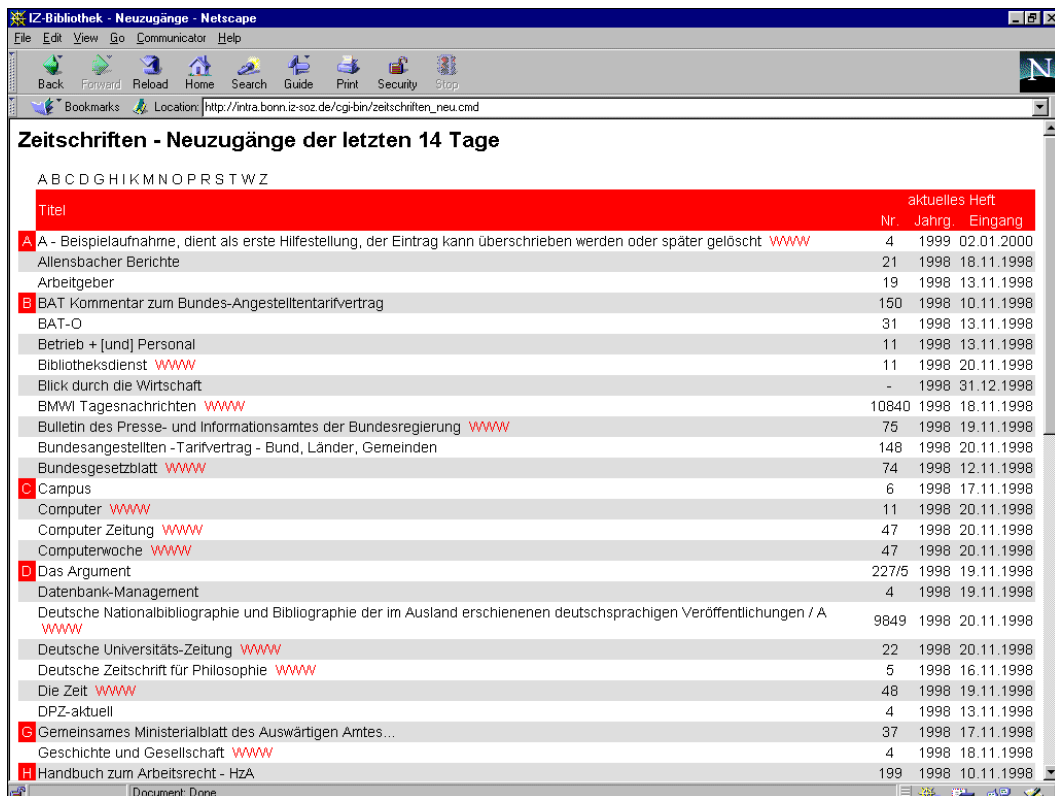 IZ-Bibliothek - Neuzugänge - Netscape
File Edit View Go Communicator Help
Back Forward Reload Home Search Guide Print Security Stop
N
Bookmarks Location: http://intra.bonn.iz-soz.de/cgi-bin/zeitschriften_neu.cmd
Zeitschriften - Neuzugänge der letzten 14 Tage
A B C D G H I K M N O P R S T W Z
aktuelles Heft
Titel Nr. Jahrg. Eingang
A A - Beispielaufnahme, dient als erste Hilfestellung, der Eintrag kann überschrieben werden oder später gelöscht WWW 4 1999 02.01.2000
Allensbacher Berichte 21 1998 18.11.1998
Arbeitgeber 19 1998 13.11.1998
B BAT Kommentar zum Bundes-Angestelltentarifvertrag 150 1998 10.11.1998
BAT-O 31 1998 13.11.1998
Betrieb + [und] Personal 11 1998 13.11.1998
Bibliotheksdienst WWW 11 1998 20.11.1998
Blick durch die Wirtschaft - 1998 31.12.1998
BMWI Tagesnachrichten WWW 10840 1998 18.11.1998
Bulletin des Presse- und Informationsamtes der Bundesregierung WWW 75 1998 19.11.1998
Bundesangestellten -Tarifvertrag - Bund, Länder, Gemeinden 148 1998 20.11.1998
Bundesgesetzblatt WWW 74 1998 12.11.1998
C Campus 6 1998 17.11.1998
Computer WWW 11 1998 20.11.1998
Computer Zeitung WWW 47 1998 20.11.1998
Computerwoche WWW 47 1998 20.11.1998
D Das Argument 227/5 1998 19.11.1998
Datenbank-Management 4 1998 19.11.1998
Deutsche Nationalbibliographie und Bibliographie der im Ausland erschienenen deutschsprachigen Veröffentlichungen / A 9849 1998 20.11.1998
WWW
Deutsche Universitäts-Zeitung WWW 22 1998 20.11.1998
Deutsche Zeitschrift für Philosophie WWW 5 1998 16.11.1998
Die Zeit WWW 48 1998 19.11.1998
DPZ-aktuell 4 1998 13.11.1998
G Gemeinsames Ministerialblatt des Auswärtigen Amtes... 37 1998 17.11.1998
Geschichte und Gesellschaft WWW 4 1998 18.11.1998
H Handbuch zum Arbeitsrecht - HzA 199 1998 10.11.1998
Document: Done